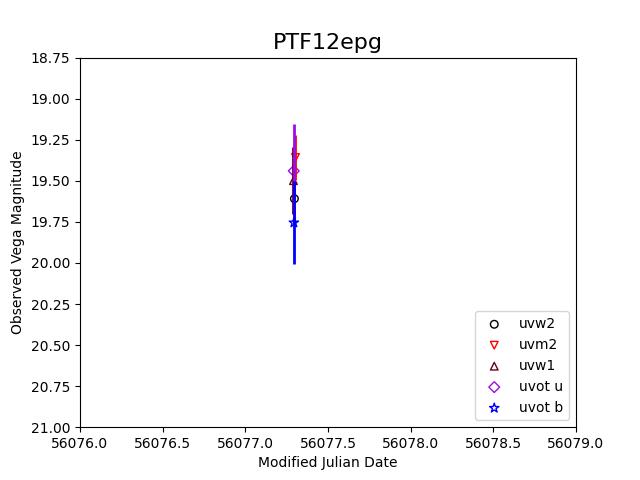 PTF12epg
18.75
19.00
19.25
19.50
19.75
20.00
20.25
20.50
20.75
21.00
Observed Vega Magnitude
56076.0 56076.5 56077.0 56077.5 56078.0 56078.5 56079.0
Modified Julian Date
uvw2
uvm2
uvw1
uvot u
uvot b